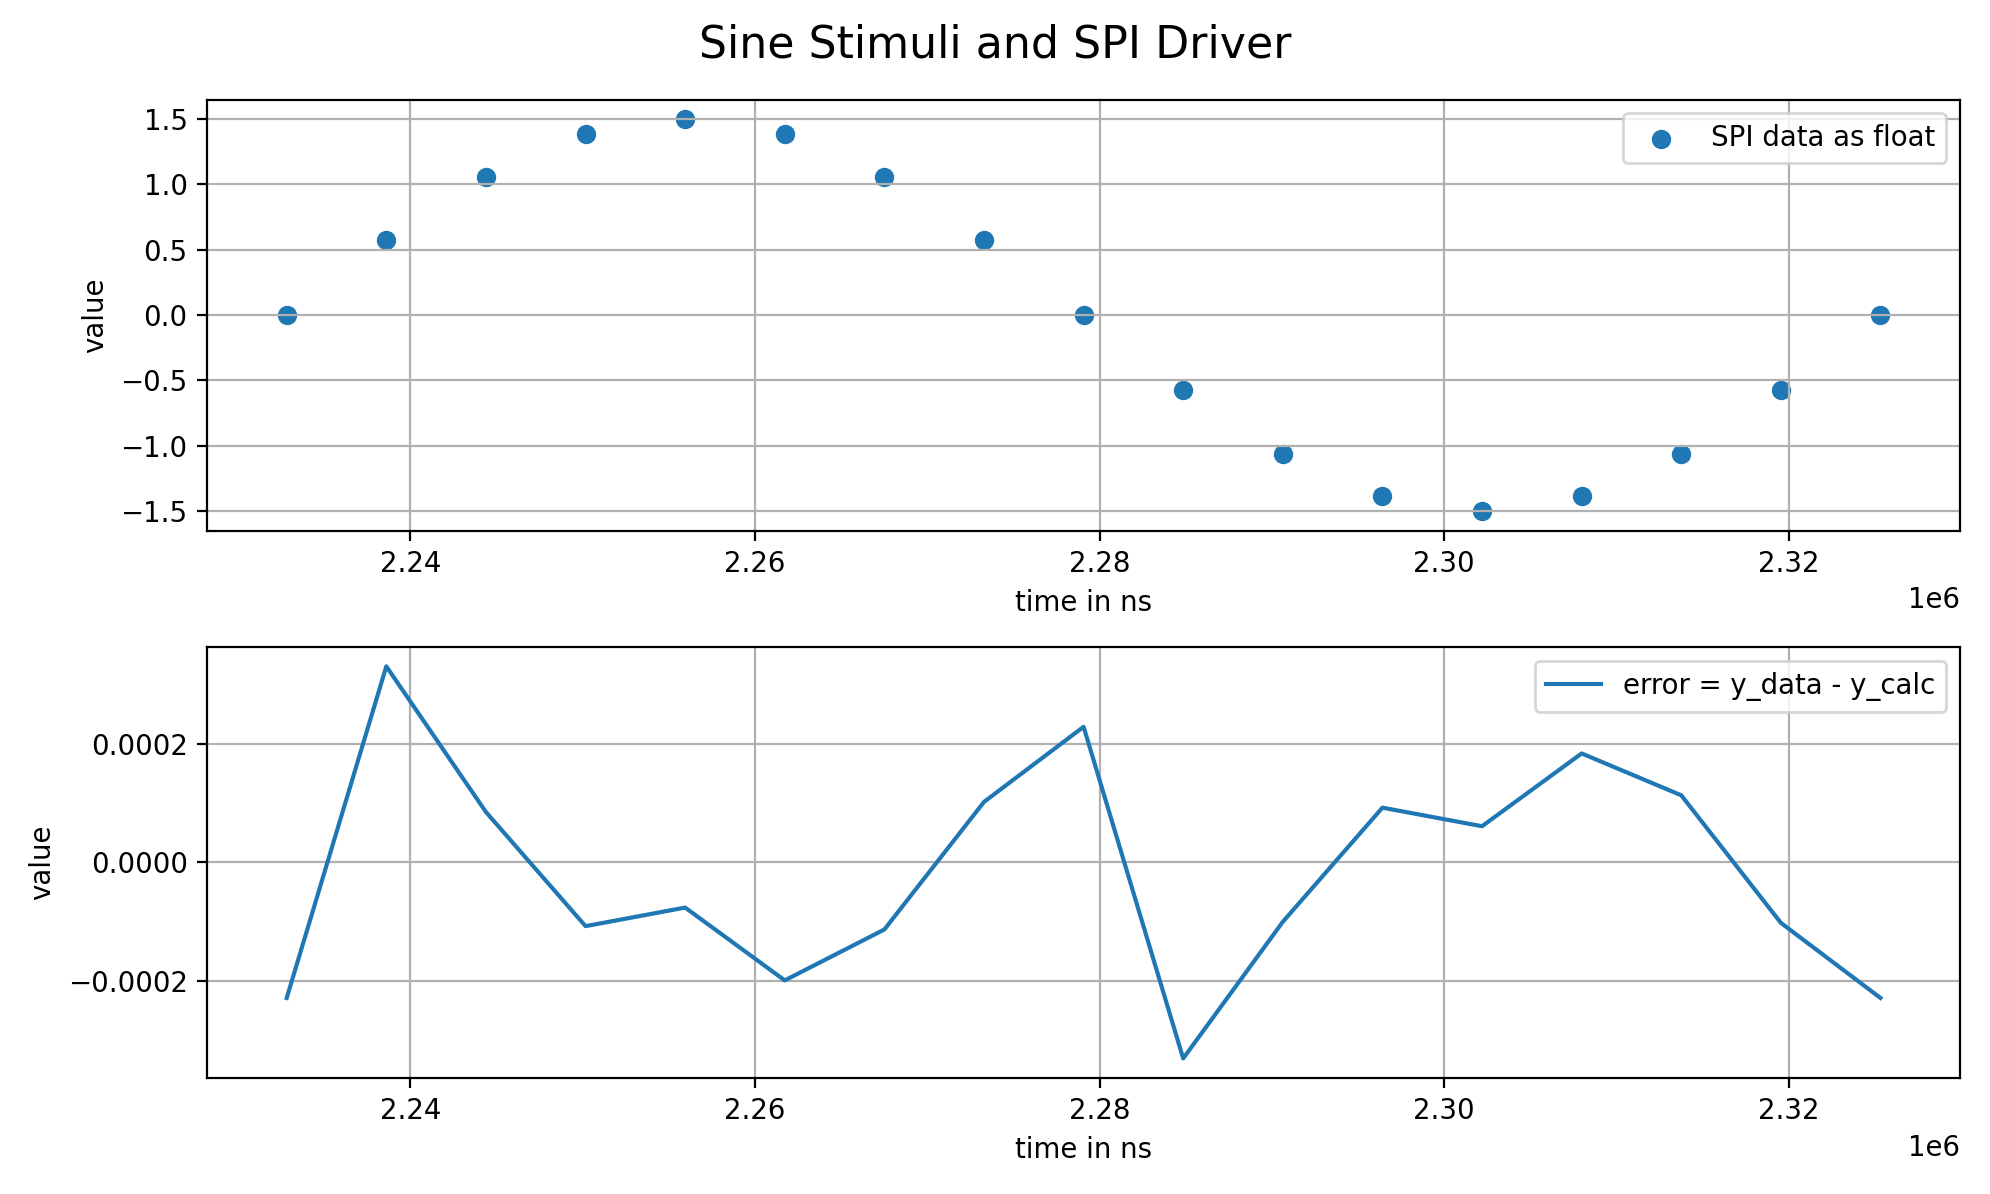 Sine Stimuli and SPI Driver
1.5
1.0
0.5
0.0
−0.5
−1.0
−1.5
value
SPI data as float
2.24 2.26 2.28 2.30 2.32
time in ns
1e6
0.0002
0.0000
−0.0002
value
error = y_data - y_calc
2.24 2.26 2.28 2.30 2.32
time in ns
1e6